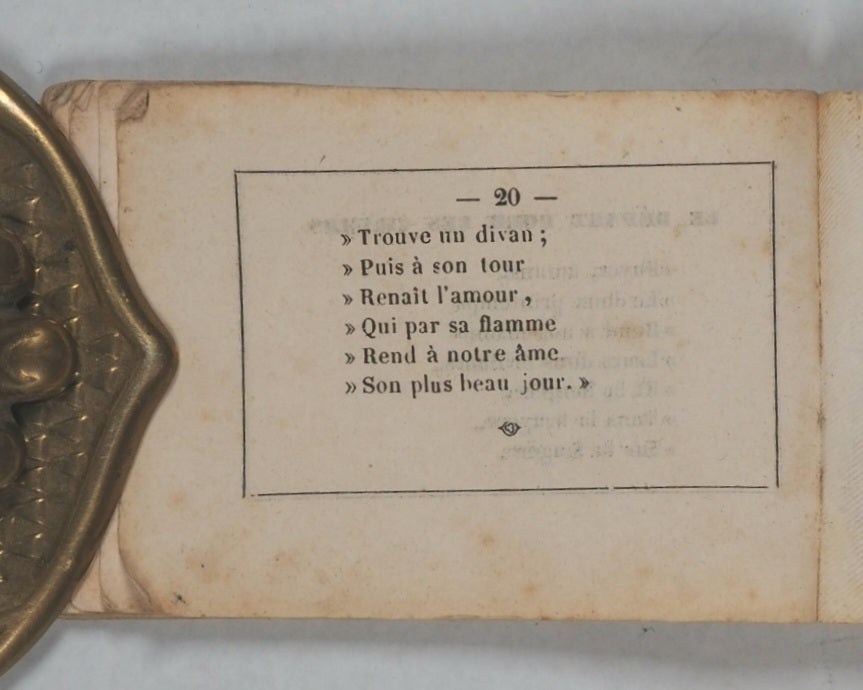 — 20 —
» Trouve un divan ;
» Puis à son tour
» Renaît l'amour ,
» Qui par sa flamme
» Rend à notre âme
» Son plus beau jour. »